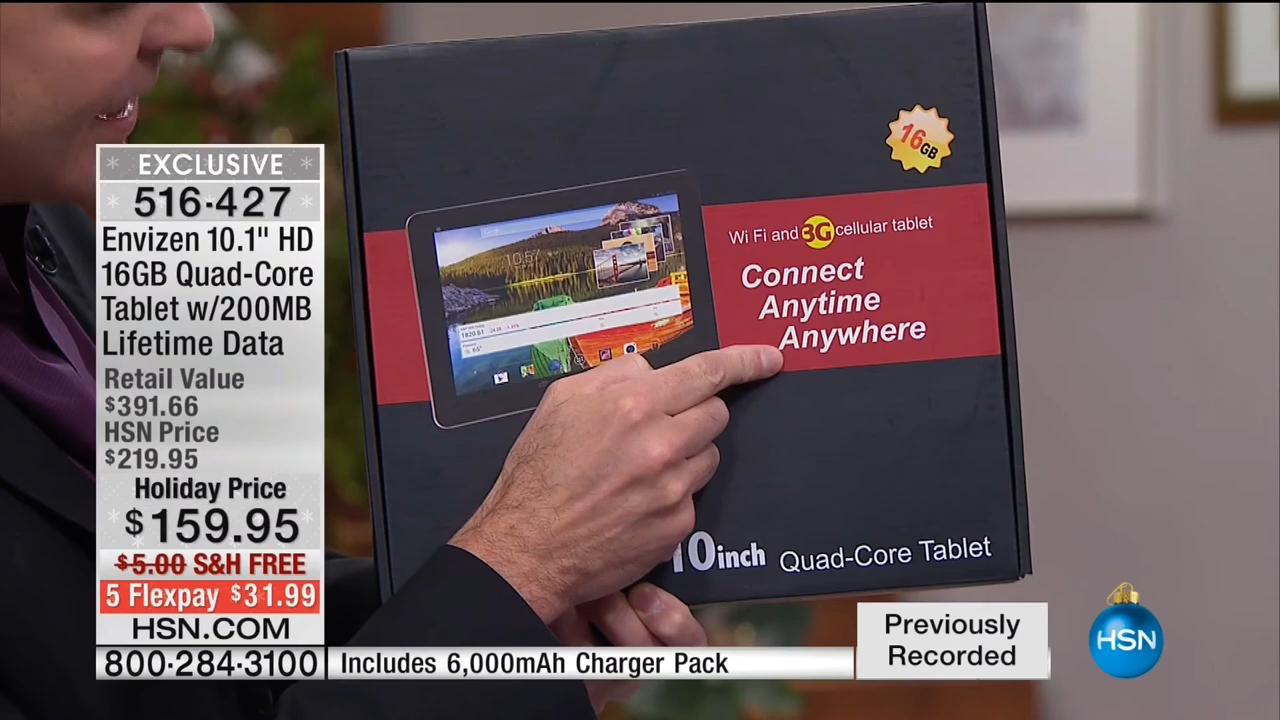 EXCLUSIVE
516-427
Envizen 10.1" HD
16GB Quad-Core
Tablet w/200MB
Lifetime Data
Retail Value
$391.66
HSN Price
$219.95
Holiday Price
$159.95
$5.00 S&H FREE
5 Flexpay $31.99
HSN.COM
800-284-3100
Includes 6,000mAh Charger Pack
16GB
Wi Fi and 3G cellular tablet
Connect
Anytime
Anywhere
10:57
10inch Quad-Core Tablet
Previously
Recorded
HSN